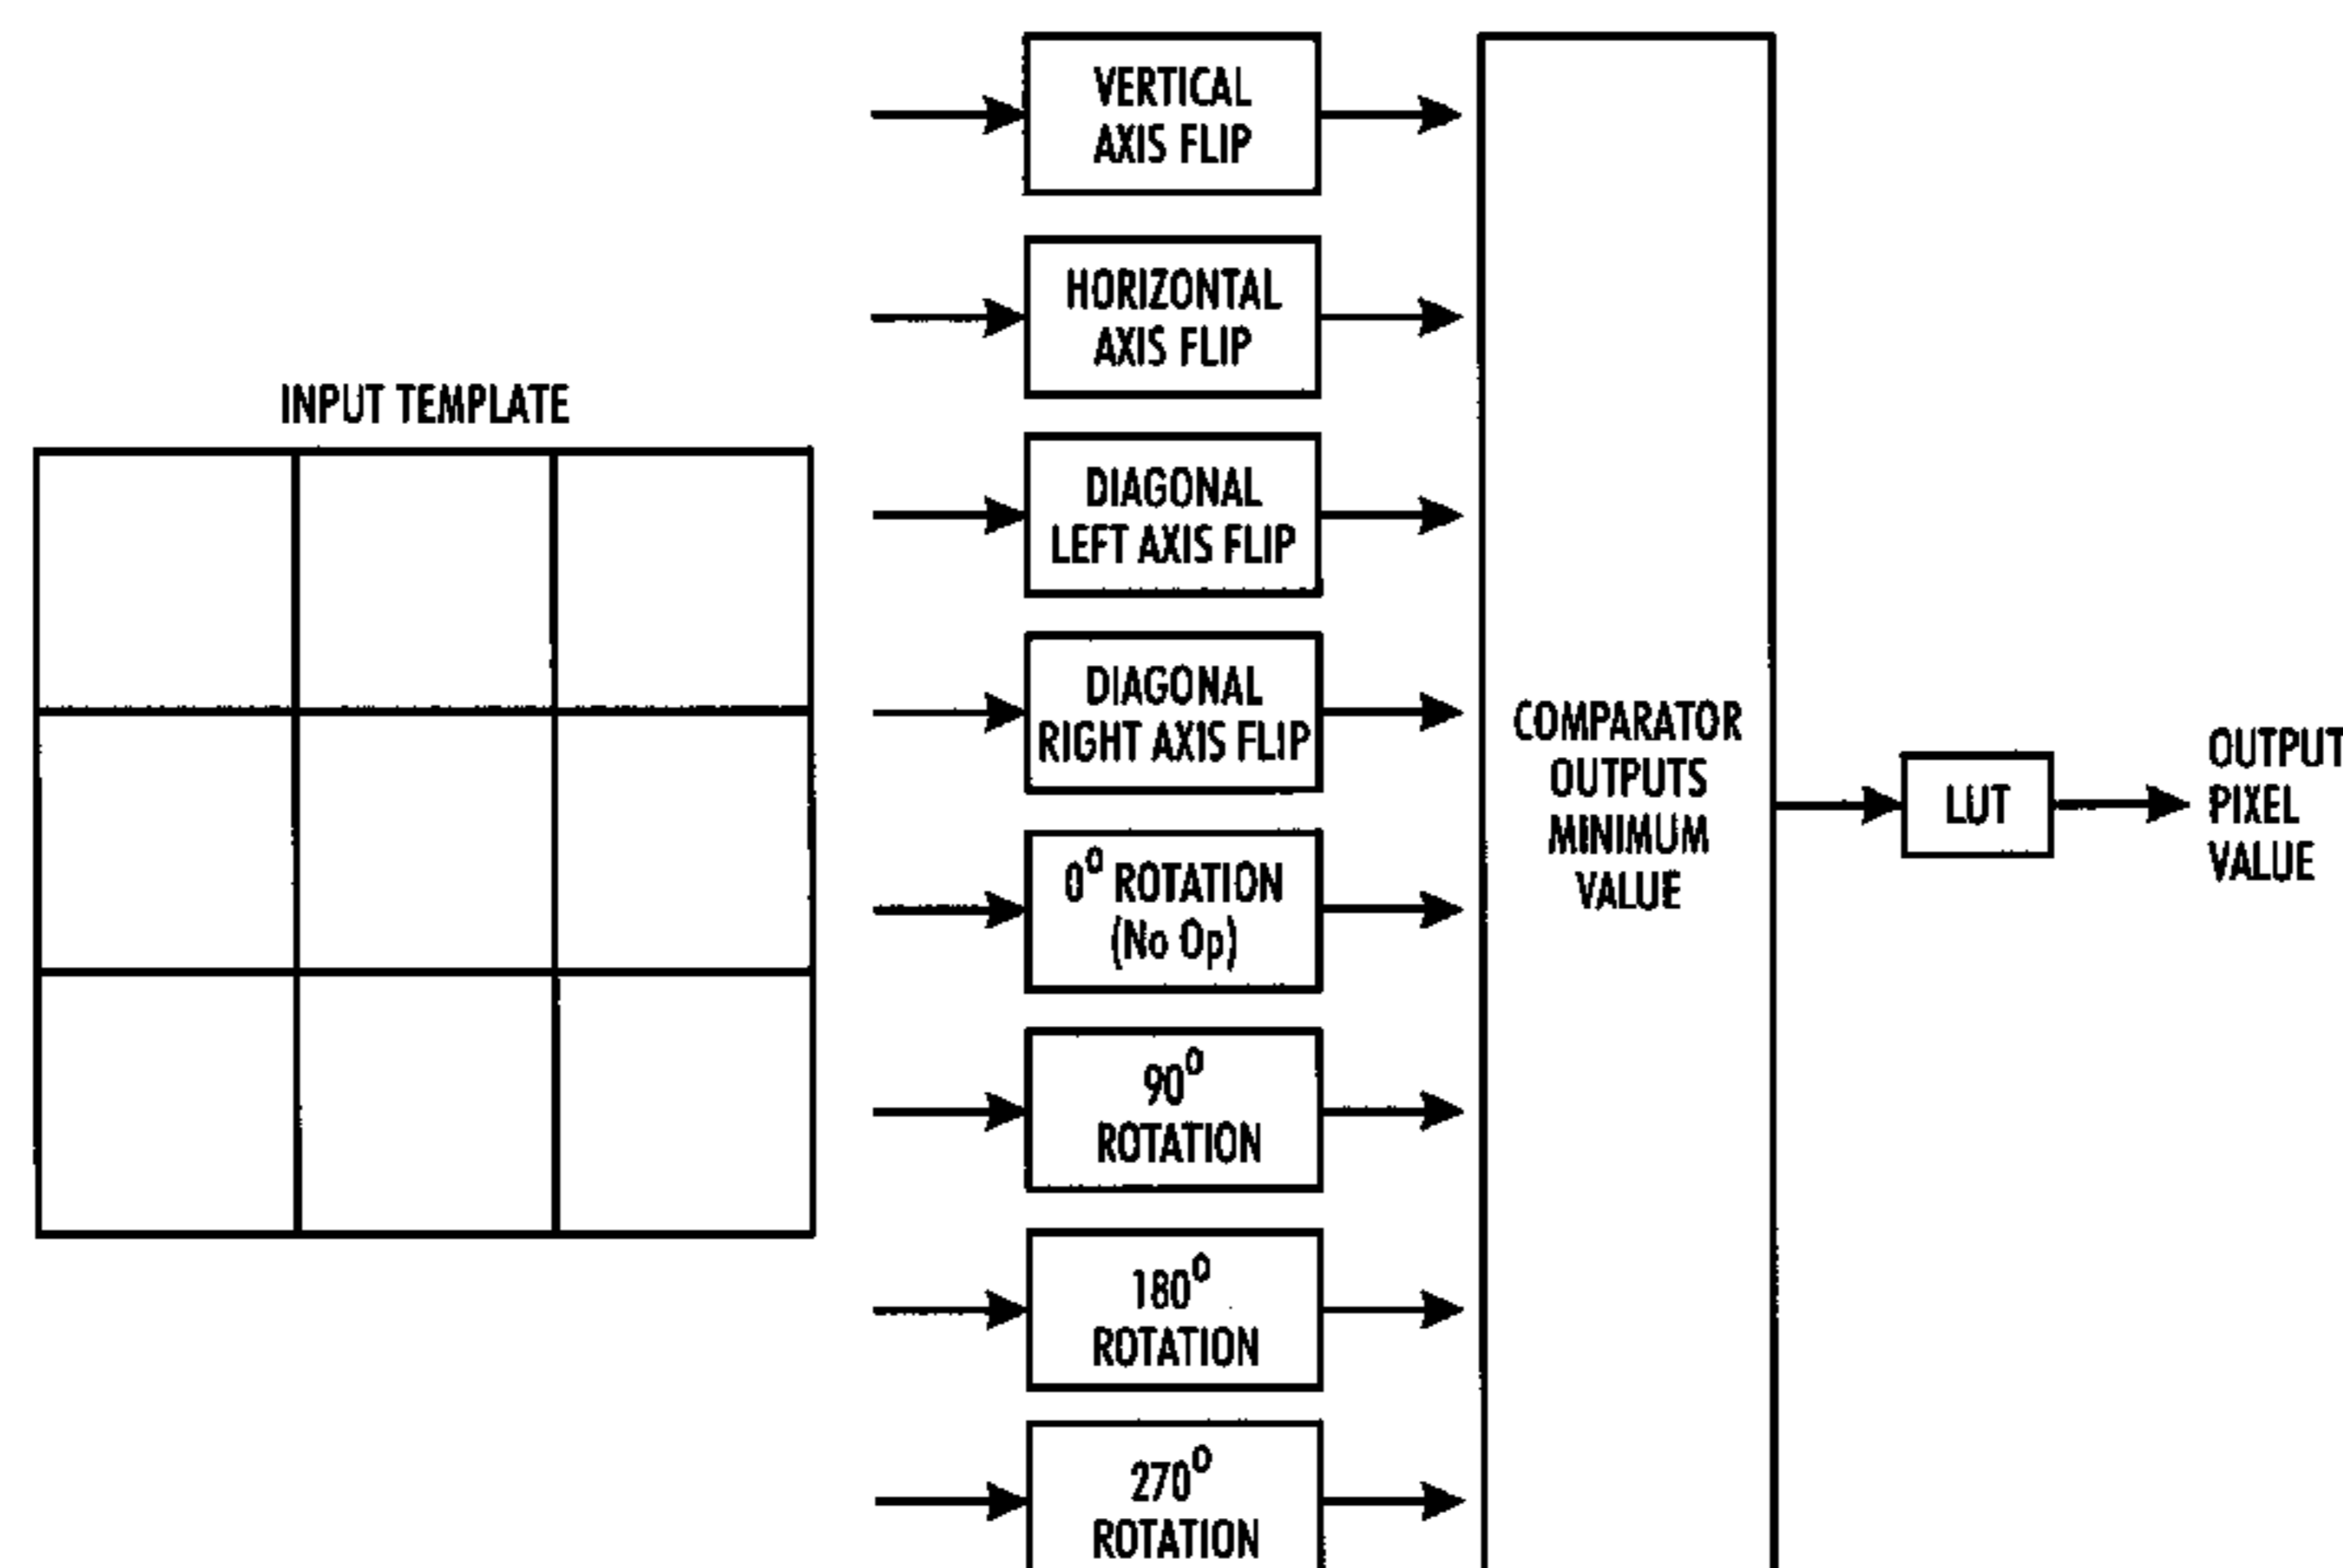 INPUT TEMPLATE
VERTICAL
AXIS FLIP
HORIZONTAL
AXIS FLIP
DIAGONAL
LEFT AXIS FLIP
DIAGONAL
RIGHT AXIS FLIP
0° ROTATION
(No Op)
90°
ROTATION
180°
ROTATION
270°
ROTATION
COMPARATOR
OUTPUTS
MINIMUM
VALUE
LUT
OUTPUT
PIXEL
VALUE